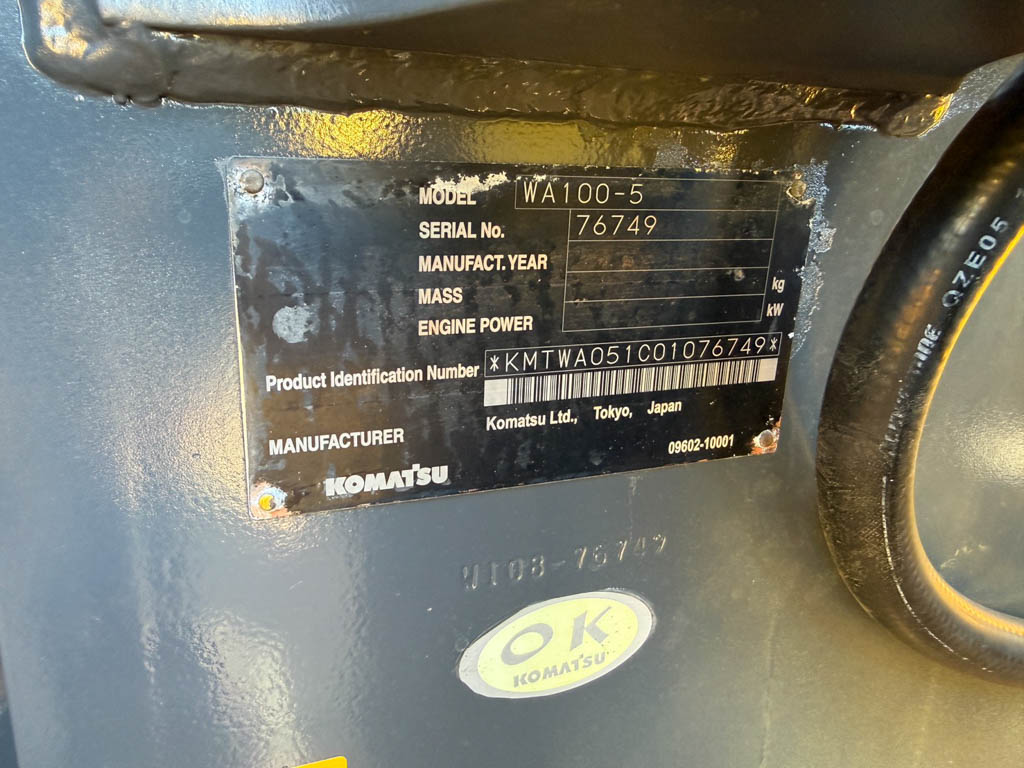 MODEL WA100-5
SERIAL No. 76749
MANUFACT. YEAR
MASS kg
ENGINE POWER kW
Product Identification Number *KMTWA051C01076749*
Komatsu Ltd., Tokyo, Japan
MANUFACTURER
09602-10001
KOMATSU
OK
KOMATSU
QZE05